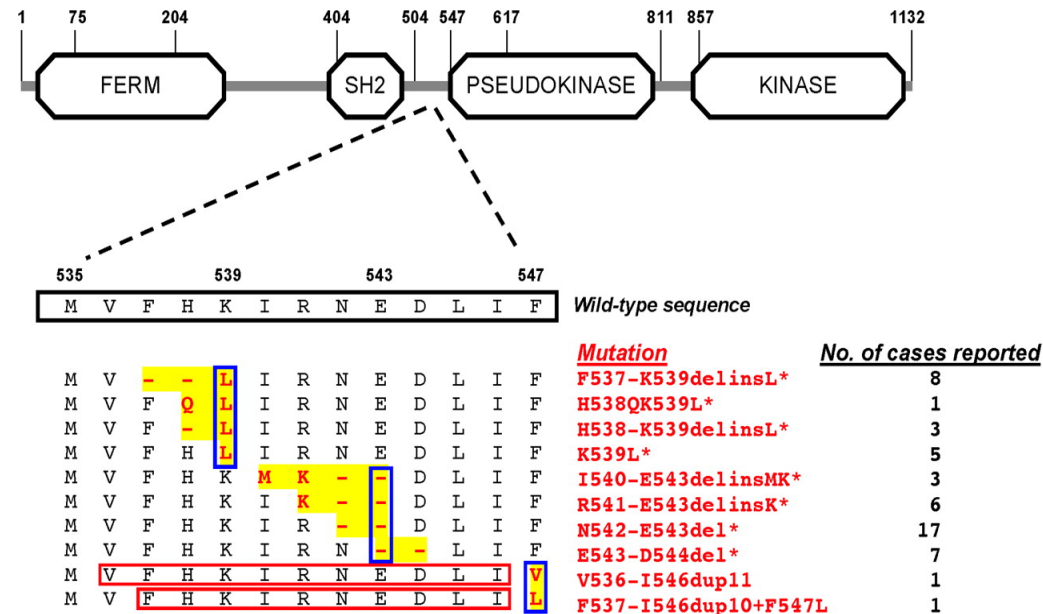 1 75 204 404 504 547 617 811 857 1132
FERM SH2 PSEUDOKINASE KINASE
535 539 543 547
M V F H K I R N E D L I F Wild-type sequence
Mutation No. of cases reported
M V - - L I R N E D L I F F537-K539delinsL* 8
M V F Q L I R N E D L I F H538QK539L* 1
M V F - L I R N E D L I F H538-K539delinsL* 3
M V F H L I R N E D L I F K539L* 5
M V F H K M K - - D L I F I540-E543delinsMK* 3
M V F H K I K - - D L I F R541-E543delinsK* 6
M V F H K I R - - D L I F N542-E543del* 17
M V F H K I R N - - L I F E543-D544del* 7
M V F H K I R N E D L I V V536-I546dup11 1
M V F H K I R N E D L I L F537-I546dup10+F547L 1